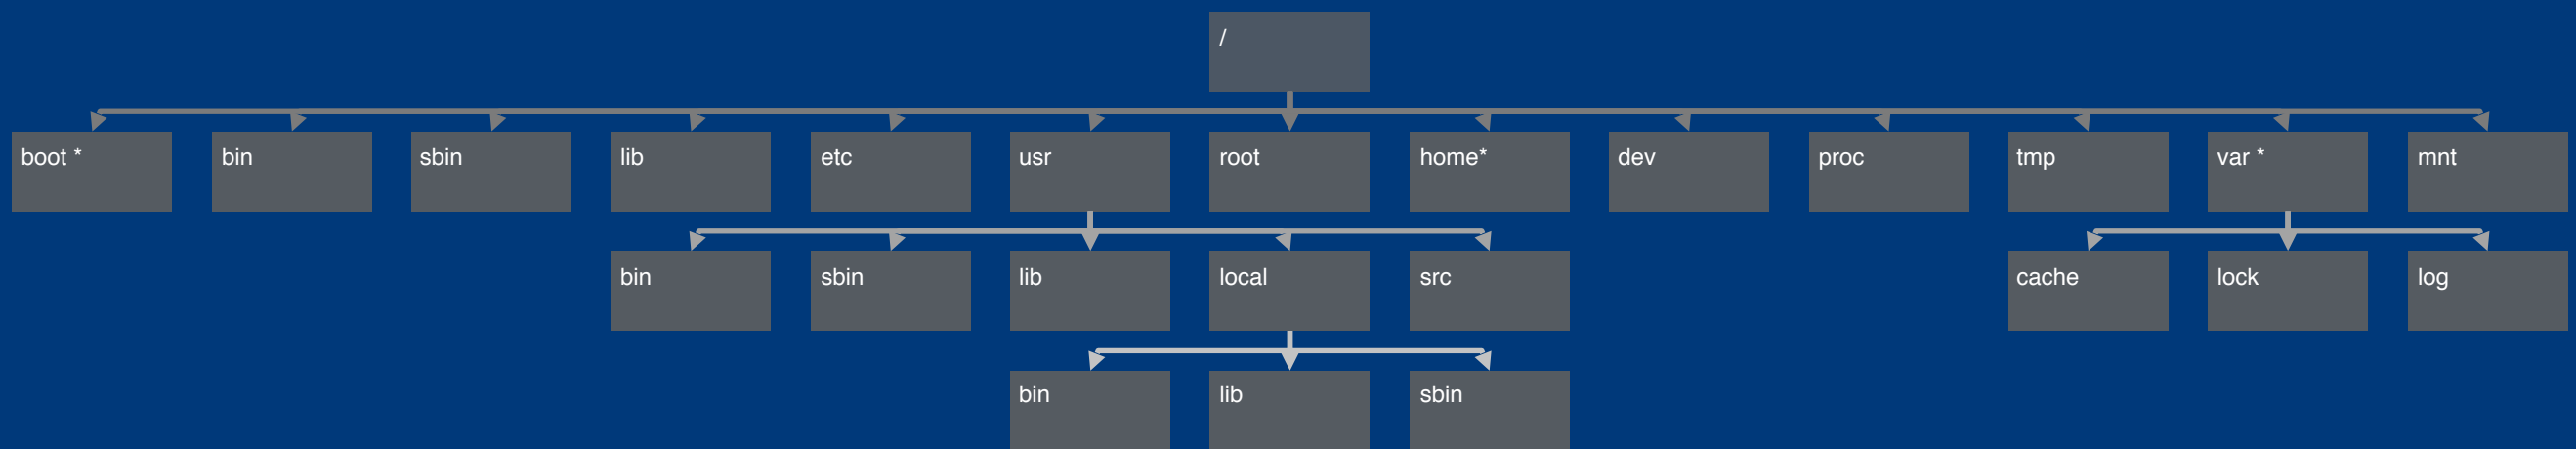 /
boot *
bin
sbin
lib
etc
usr
root
home*
dev
proc
tmp
var *
mnt
bin
sbin
lib
local
src
cache
lock
log
bin
lib
sbin